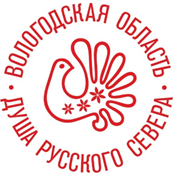 ВОЛОГОДСКАЯ ОБЛАСТЬ
ДУША РУССКОГО СЕВЕРА